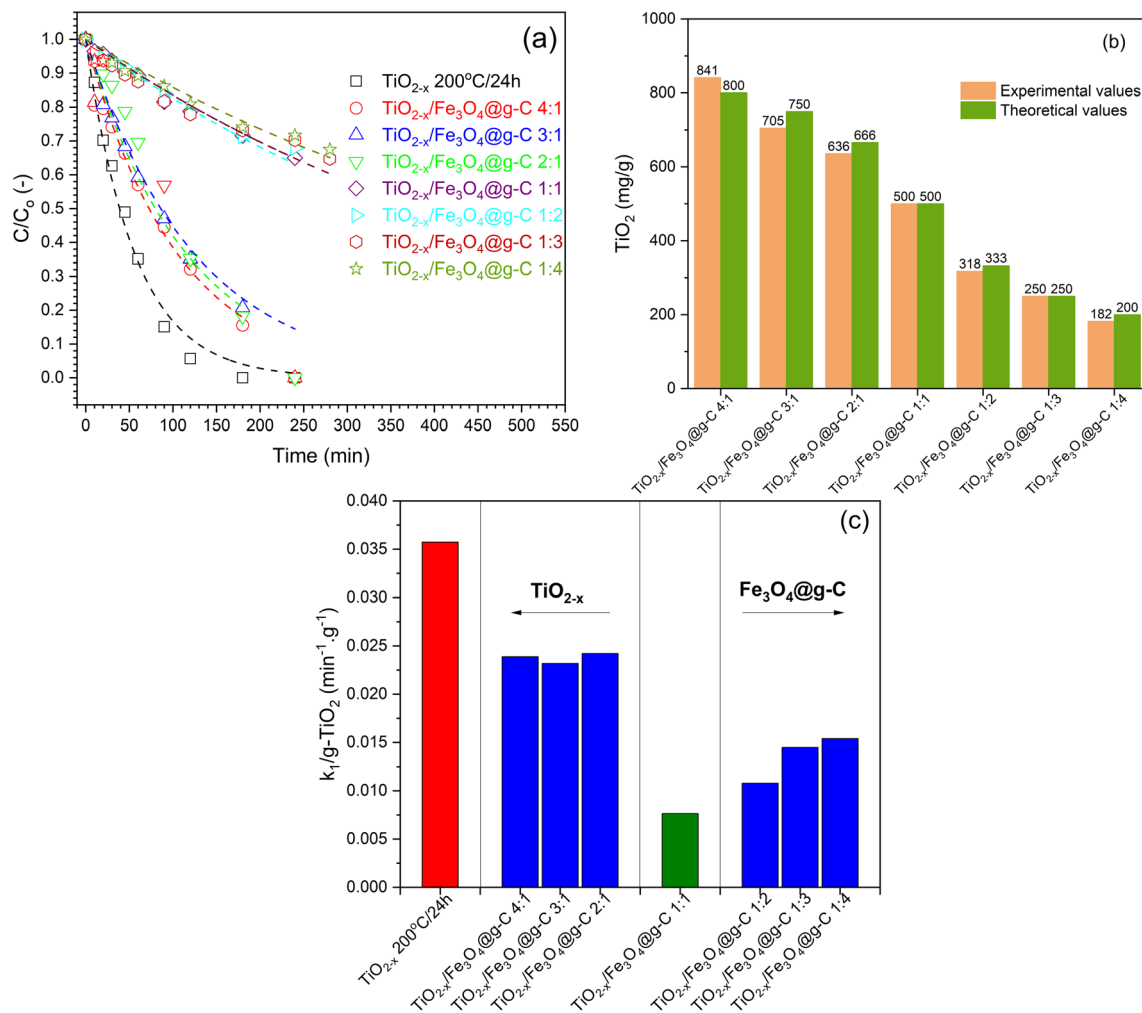 (a)
C/C₀ (-)
1.0
0.9
0.8
0.7
0.6
0.5
0.4
0.3
0.2
0.1
0.0
0 50 100 150 200 250 300 350 400 450 500 550
Time (min)
TiO₂₋ₓ 200°C/24h
TiO₂₋ₓ/Fe₃O₄@g-C 4:1
TiO₂₋ₓ/Fe₃O₄@g-C 3:1
TiO₂₋ₓ/Fe₃O₄@g-C 2:1
TiO₂₋ₓ/Fe₃O₄@g-C 1:1
TiO₂₋ₓ/Fe₃O₄@g-C 1:2
TiO₂₋ₓ/Fe₃O₄@g-C 1:3
TiO₂₋ₓ/Fe₃O₄@g-C 1:4
(b)
TiO₂ (mg/g)
1000
800
600
400
200
0
Experimental values
Theoretical values
841 800
705 750
636 666
500 500
318 333
250 250
182 200
TiO₂₋ₓ/Fe₃O₄@g-C 4:1
TiO₂₋ₓ/Fe₃O₄@g-C 3:1
TiO₂₋ₓ/Fe₃O₄@g-C 2:1
TiO₂₋ₓ/Fe₃O₄@g-C 1:1
TiO₂₋ₓ/Fe₃O₄@g-C 1:2
TiO₂₋ₓ/Fe₃O₄@g-C 1:3
TiO₂₋ₓ/Fe₃O₄@g-C 1:4
(c)
k₁/g-TiO₂ (min⁻¹.g⁻¹)
0.040
0.035
0.030
0.025
0.020
0.015
0.010
0.005
0.000
TiO₂₋ₓ
Fe₃O₄@g-C
TiO₂₋ₓ 200°C/24h
TiO₂₋ₓ/Fe₃O₄@g-C 4:1
TiO₂₋ₓ/Fe₃O₄@g-C 3:1
TiO₂₋ₓ/Fe₃O₄@g-C 2:1
TiO₂₋ₓ/Fe₃O₄@g-C 1:1
TiO₂₋ₓ/Fe₃O₄@g-C 1:2
TiO₂₋ₓ/Fe₃O₄@g-C 1:3
TiO₂₋ₓ/Fe₃O₄@g-C 1:4